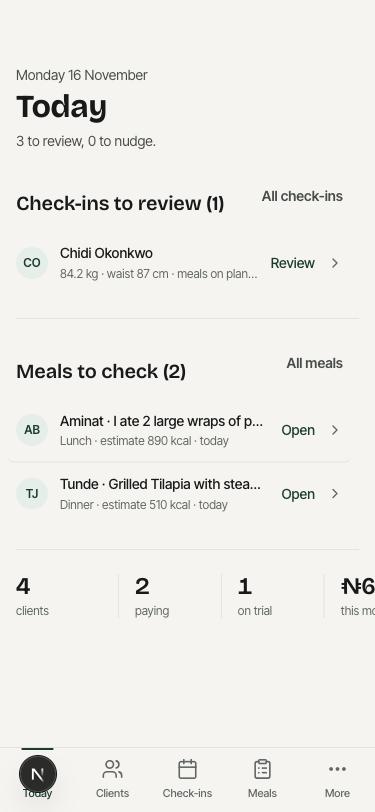 Monday 16 November
Today
3 to review, 0 to nudge.
Check-ins to review (1)
All check-ins
CO
Chidi Okonkwo
84.2 kg · waist 87 cm · meals on plan...
Review
Meals to check (2)
All meals
AB
Aminat · I ate 2 large wraps of p...
Lunch · estimate 890 kcal · today
Open
TJ
Tunde · Grilled Tilapia with stea...
Dinner · estimate 510 kcal · today
Open
4
clients
2
paying
1
on trial
₦6
this mo
N
Today
Clients
Check-ins
Meals
More